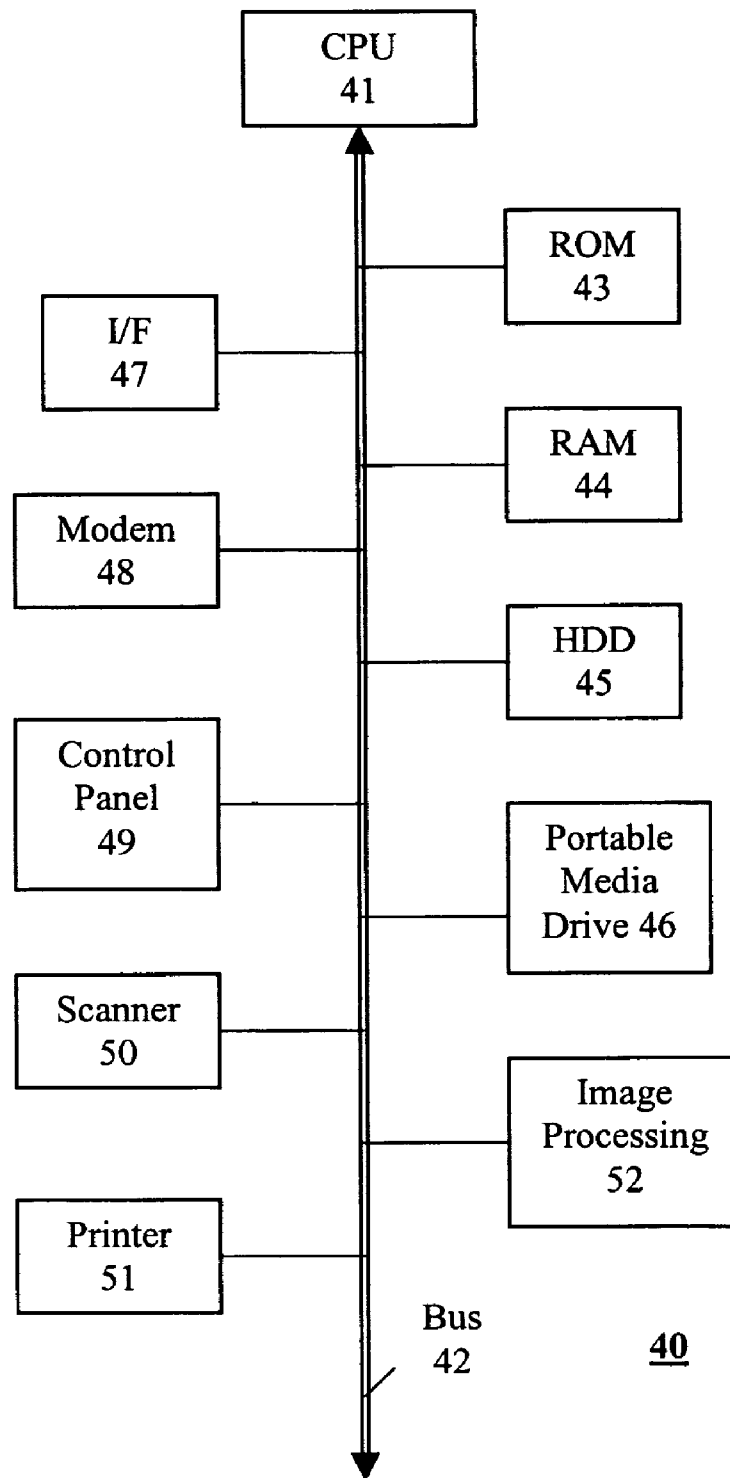 CPU
41
ROM
43
I/F
47
RAM
44
Modem
48
HDD
45
Control
Panel
49
Portable
Media
Drive 46
Scanner
50
Image
Processing
52
Printer
51
Bus
42
40